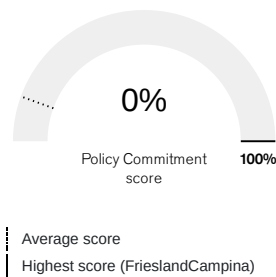 0%
Policy Commitment 100%
score
Average score
Highest score (FrieslandCampina)